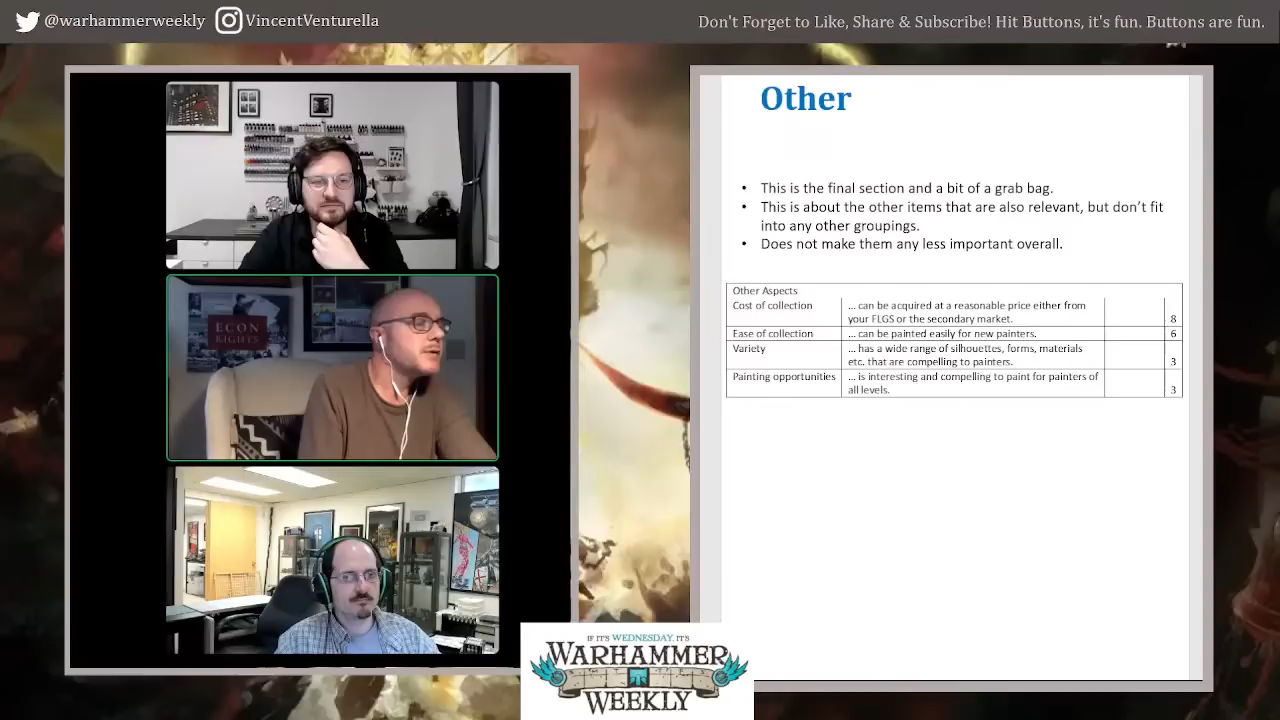 @warhammerweekly VincentVenturella
Don't Forget to Like, Share & Subscribe! Hit Buttons, it's fun. Buttons are fun.
ECON
RIGHTS
Other
• This is the final section and a bit of a grab bag.
• This is about the other items that are also relevant, but don't fit
into any other groupings.
• Does not make them any less important overall.
Other Aspects
Cost of collection ... can be acquired at a reasonable price either from
your FLGS or the secondary market. 8
Ease of collection ... can be painted easily for new painters. 6
Variety ... has a wide range of silhouettes, forms, materials
etc. that are compelling to painters. 3
Painting opportunities ... is interesting and compelling to paint for painters of
all levels. 3
IF IT'S WEDNESDAY, IT'S
WARHAMMER
WEEKLY